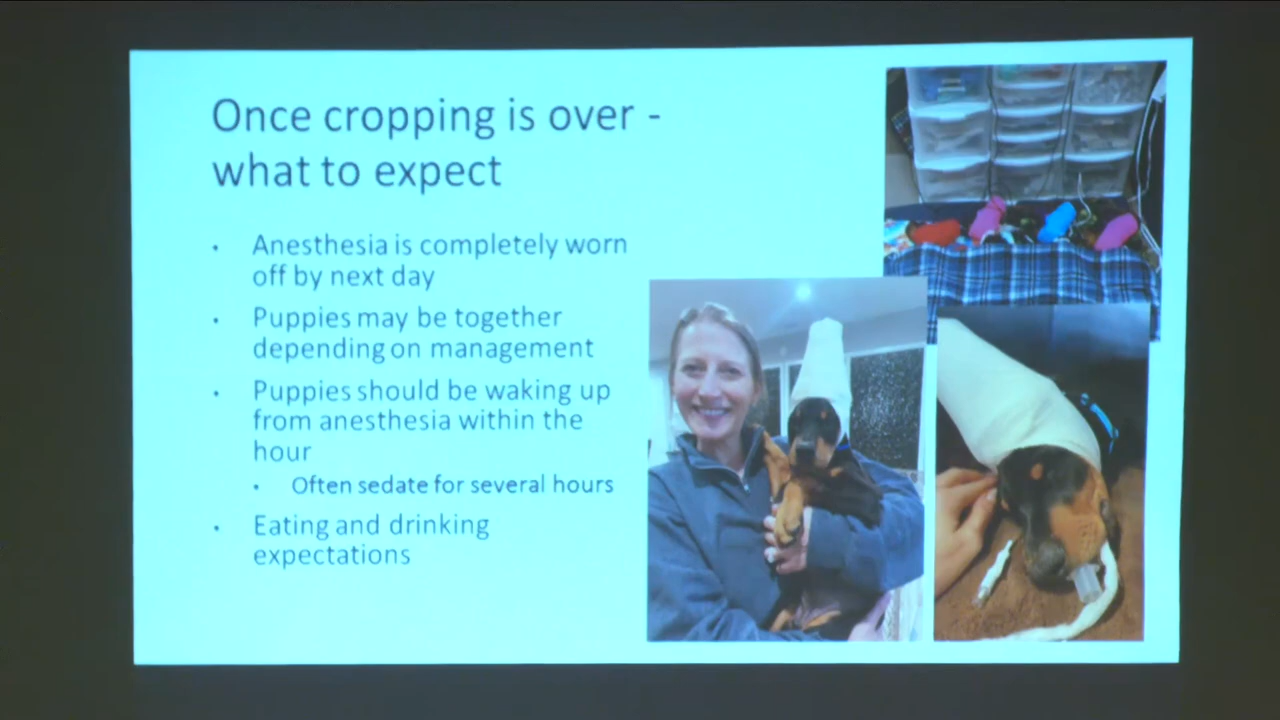 Once cropping is over -
what to expect
• Anesthesia is completely worn
off by next day
• Puppies may be together
depending on management
• Puppies should be waking up
from anesthesia within the
hour
• Often sedate for several hours
• Eating and drinking
expectations